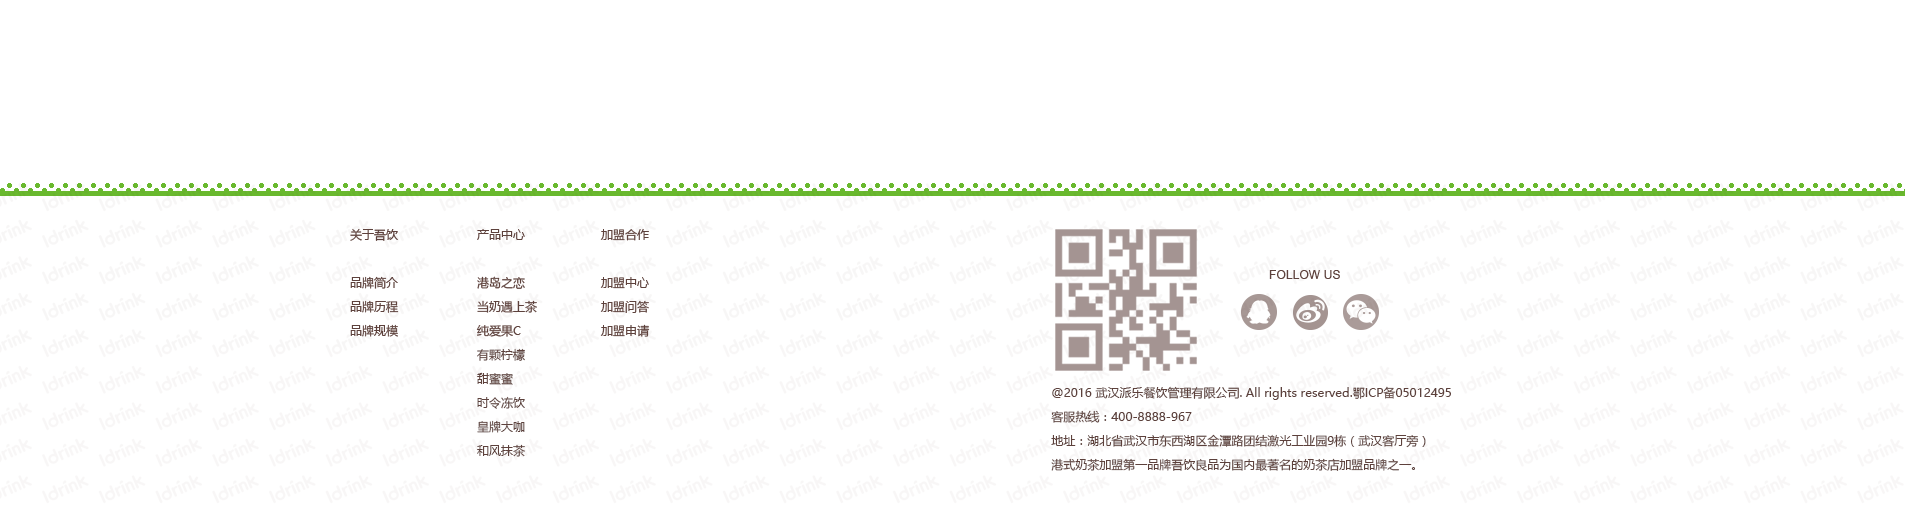 关于吾饮
品牌简介
品牌历程
品牌规模
产品中心
港岛之恋
当奶遇上茶
纯爱果C
有颗柠檬
甜蜜蜜
时令冻饮
皇牌大咖
和风抹茶
加盟合作
加盟中心
加盟问答
加盟申请
FOLLOW US
@2016 武汉派乐餐饮管理有限公司. All rights reserved.鄂ICP备05012495
客服热线：400-8888-967
地址：湖北省武汉市东西湖区金潭路团结激光工业园9栋（武汉客厅旁）
港式奶茶加盟第一品牌吾饮良品为国内最著名的奶茶店加盟品牌之一。
Idrink